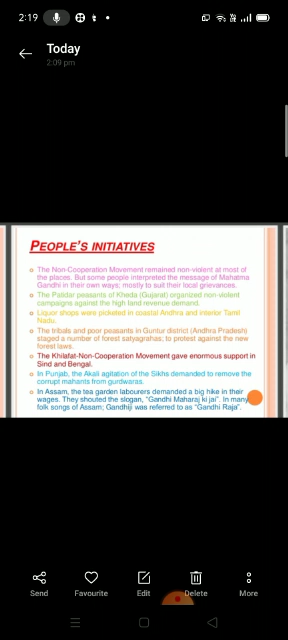 2:19
Today
2:09 pm
PEOPLE'S INITIATIVES
The Non-Cooperation Movement remained non-violent at most of
the places. But some people interpreted the message of Mahatma
Gandhi in their own ways; mostly to suit their local grievances.
The Patidar peasants of Kheda (Gujarat) organized non-violent
campaigns against the high land revenue demand.
Liquor shops were picketed in coastal Andhra and interior Tamil
Nadu.
The tribals and poor peasants in Guntur district (Andhra Pradesh)
staged a number of forest satyagrahas; to protest against the new
forest laws.
The Khilafat-Non-Cooperation Movement gave enormous support in
Sind and Bengal.
In Punjab, the Akali agitation of the Sikhs demanded to remove the
corrupt mahants from gurdwaras.
In Assam, the tea garden labourers demanded a big hike in their
wages. They shouted the slogan, "Gandhi Maharaj ki jai". In many
folk songs of Assam; Gandhiji was referred to as "Gandhi Raja".
Send Favourite Edit Delete More